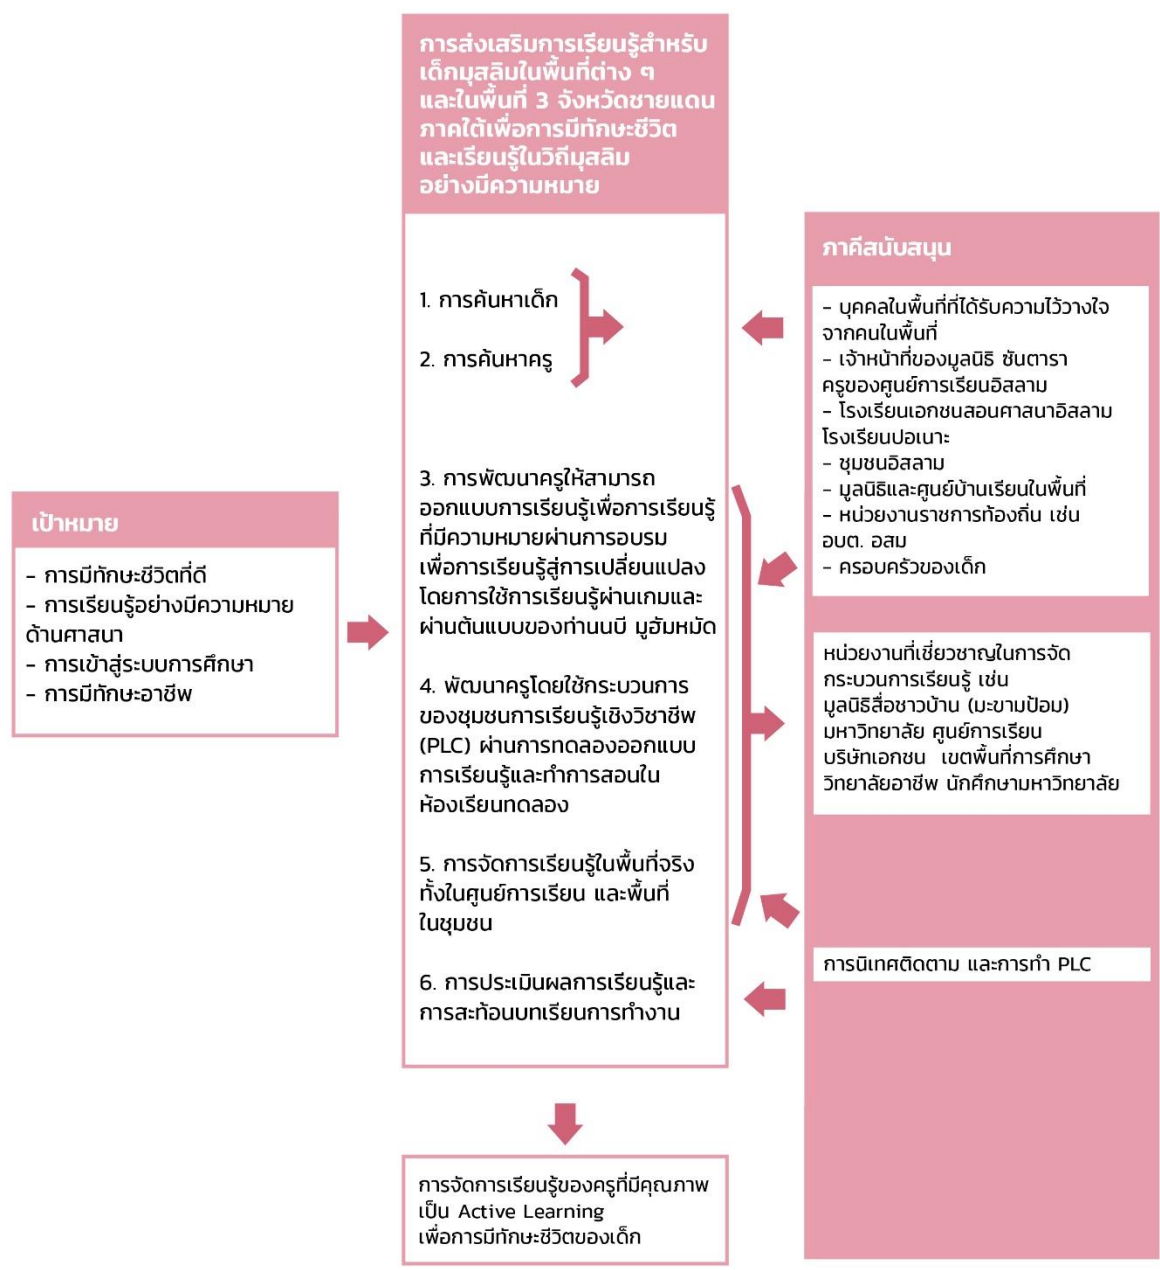 การส่งเสริมการเรียนรู้สำหรับ
เด็กมุสลิมในพื้นที่ต่าง ๆ
และในพื้นที่ 3 จังหวัดชายแดน
ภาคใต้เพื่อการมีทักษะชีวิต
และเรียนรู้ในวิถีมุสลิม
อย่างมีความหมาย
1. การค้นหาเด็ก
2. การค้นหาครู
3. การพัฒนาครูให้สามารถ
ออกแบบการเรียนรู้เพื่อการเรียนรู้
ที่มีความหมายผ่านการอบรม
เพื่อการเรียนรู้สู่การเปลี่ยนแปลง
โดยการใช้การเรียนรู้ผ่านเกมและ
ผ่านต้นแบบของท่านนบี มูฮัมหมัด
4. พัฒนาครูโดยใช้กระบวนการ
ของชุมชนการเรียนรู้เชิงวิชาชีพ
(PLC) ผ่านการทดลองออกแบบ
การเรียนรู้และทำการสอนใน
ห้องเรียนทดลอง
5. การจัดการเรียนรู้ในพื้นที่จริง
ทั้งในศูนย์การเรียน และพื้นที่
ในชุมชน
6. การประเมินผลการเรียนรู้และ
การสะท้อนบทเรียนการทำงาน
เป้าหมาย
- การมีทักษะชีวิตที่ดี
- การเรียนรู้อย่างมีความหมาย
ด้านศาสนา
- การเข้าสู่ระบบการศึกษา
- การมีทักษะอาชีพ
ภาคีสนับสนุน
- บุคคลในพื้นที่ที่ได้รับความไว้วางใจ
จากคนในพื้นที่
- เจ้าหน้าที่ของมูลนิธิ ซันตารา
ครูของศูนย์การเรียนอิสลาม
- โรงเรียนเอกชนสอนศาสนาอิสลาม
โรงเรียนปอเนาะ
- ชุมชนอิสลาม
- มูลนิธิและศูนย์บ้านเรียนในพื้นที่
- หน่วยงานราชการท้องถิ่น เช่น
อบต. อสม
- ครอบครัวของเด็ก
หน่วยงานที่เชี่ยวชาญในการจัด
กระบวนการเรียนรู้ เช่น
มูลนิธิสื่อชาวบ้าน (มะขามป้อม)
มหาวิทยาลัย ศูนย์การเรียน
บริษัทเอกชน เขตพื้นที่การศึกษา
วิทยาลัยอาชีพ นักศึกษามหาวิทยาลัย
การนิเทศติดตาม และการทำ PLC
การจัดการเรียนรู้ของครูที่มีคุณภาพ
เป็น Active Learning
เพื่อการมีทักษะชีวิตของเด็ก